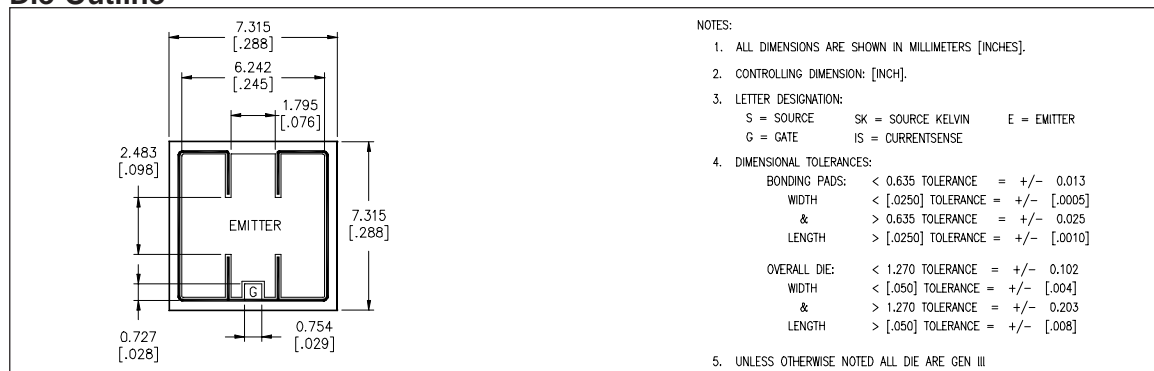 Die Outline
7.315
[.288]
6.242
[.245]
1.795
[.076]
2.483
[.098]
EMITTER
7.315
[.288]
G
0.727
[.028]
0.754
[.029]
NOTES:
1. ALL DIMENSIONS ARE SHOWN IN MILLIMETERS [INCHES].
2. CONTROLLING DIMENSION: [INCH].
3. LETTER DESIGNATION:
S = SOURCE SK = SOURCE KELVIN E = EMITTER
G = GATE IS = CURRENTSENSE
4. DIMENSIONAL TOLERANCES:
BONDING PADS: < 0.635 TOLERANCE = +/- 0.013
WIDTH < [.0250] TOLERANCE = +/- [.0005]
& > 0.635 TOLERANCE = +/- 0.025
LENGTH > [.0250] TOLERANCE = +/- [.0010]
OVERALL DIE: < 1.270 TOLERANCE = +/- 0.102
WIDTH < [.050] TOLERANCE = +/- [.004]
& > 1.270 TOLERANCE = +/- 0.203
LENGTH > [.050] TOLERANCE = +/- [.008]
5. UNLESS OTHERWISE NOTED ALL DIE ARE GEN III